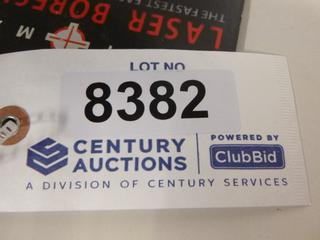 THE FASTEST
LASER BORES
LOT NO
8382
CENTURY
AUCTIONS
POWERED BY
ClubBid
A DIVISION OF CENTURY SERVICES